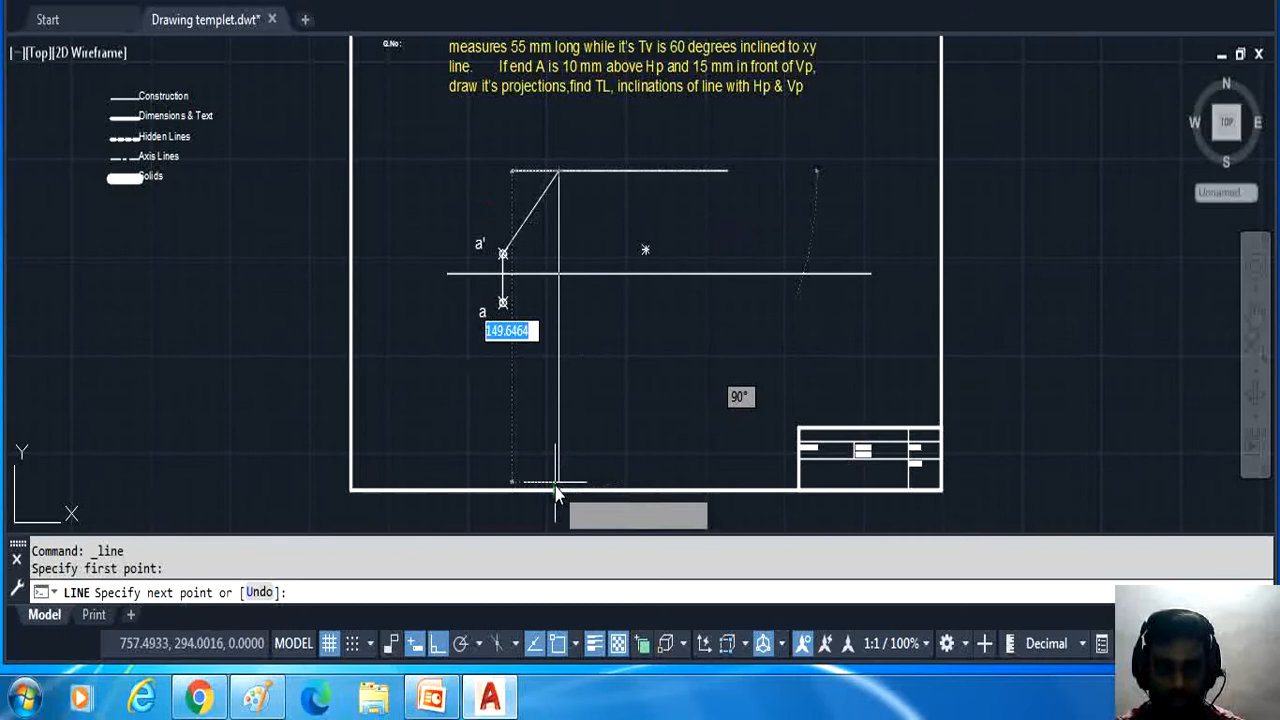 Start
Drawing templet.dwt*
[−][Top][2D Wireframe]
Q.No:
measures 55 mm long while it's Tv is 60 degrees inclined to xy
line. If end A is 10 mm above Hp and 15 mm in front of Vp,
draw it's projections,find TL, inclinations of line with Hp & Vp
N
W TOP E
S
Unnamed
Construction
Dimensions & Text
Hidden Lines
Axis Lines
Solids
a'
a
149.6464
90°
Y
X
Command: _line
Specify first point:
LINE Specify next point or [Undo]:
Model Print
757.4933, 294.0016, 0.0000 MODEL 1:1 / 100% Decimal